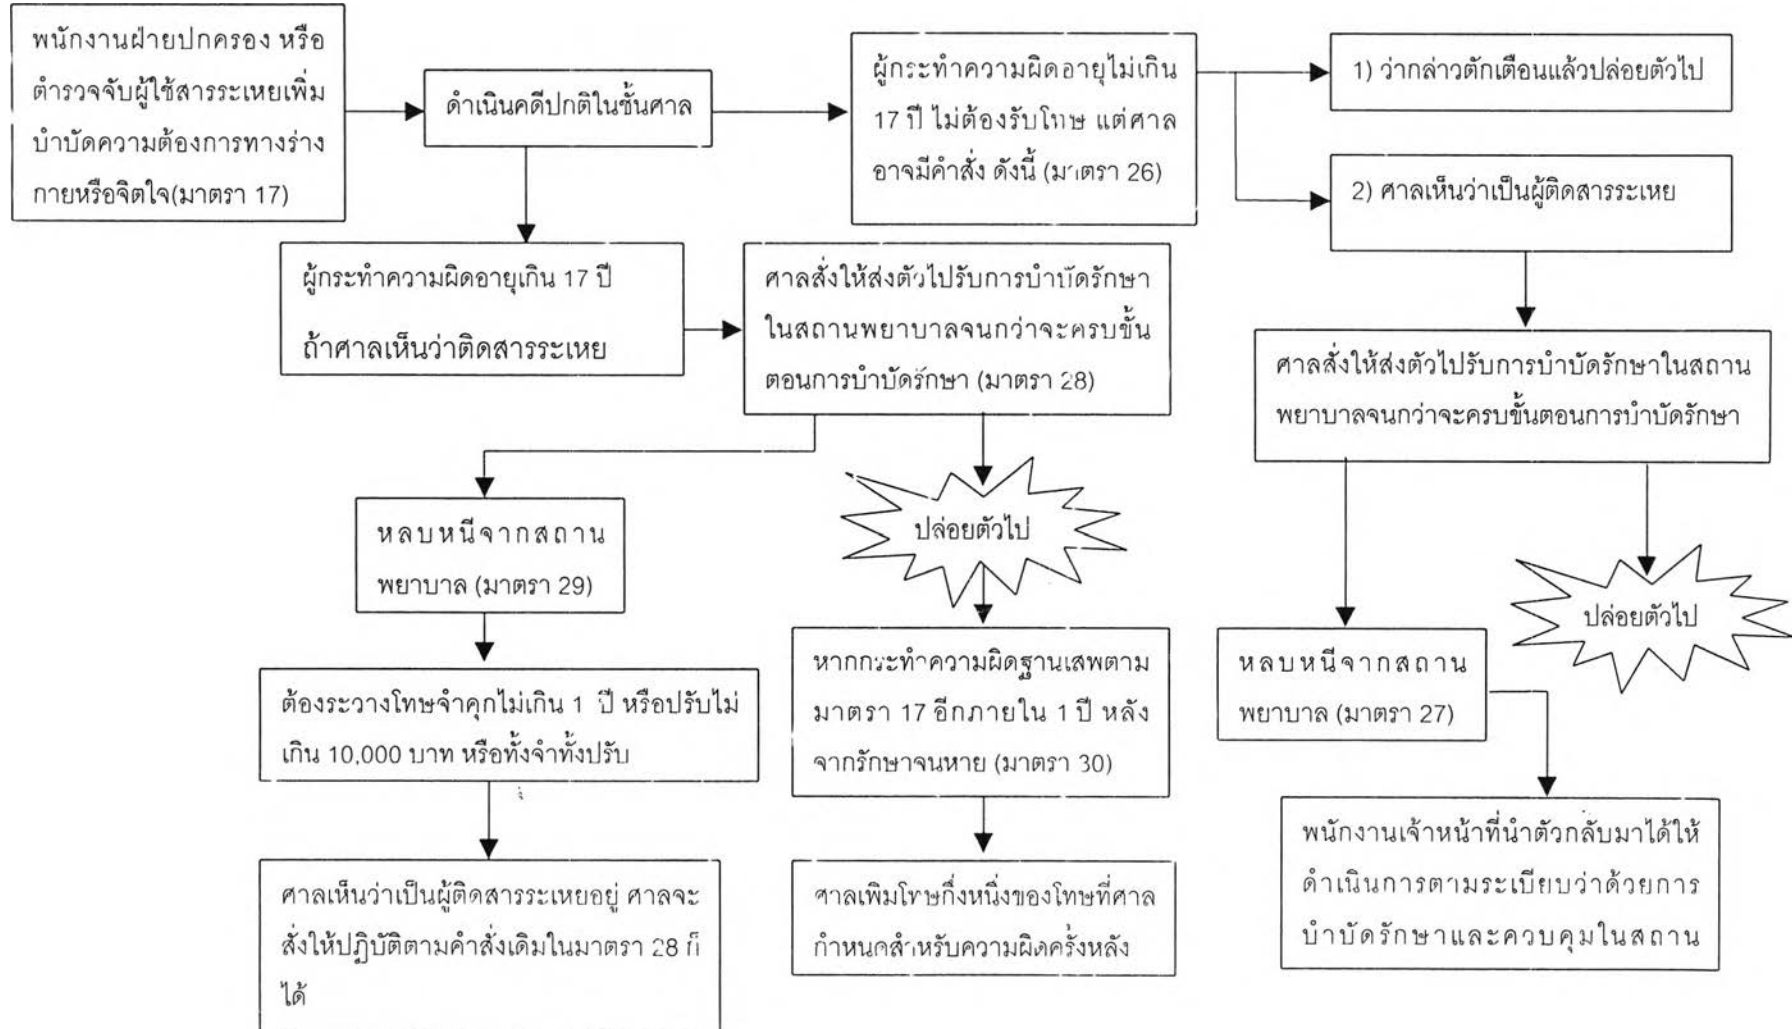 พนักงานฝ่ายปกครอง หรือ
ตำรวจจับผู้ใช้สารระเหยเพิ่ม
บำบัดความต้องการทางร่าง
กายหรือจิตใจ(มาตรา 17)
ดำเนินคดีปกติในชั้นศาล
ผู้กระทำความผิดอายุไม่เกิน
17 ปี ไม่ต้องรับโทษ แต่ศาล
อาจมีคำสั่ง ดังนี้ (มาตรา 26)
1) ว่ากล่าวตักเตือนแล้วปล่อยตัวไป
2) ศาลเห็นว่าเป็นผู้ติดสารระเหย
ผู้กระทำความผิดอายุเกิน 17 ปี
ถ้าศาลเห็นว่าติดสารระเหย
ศาลสั่งให้ส่งตัวไปรับการบำบัดรักษา
ในสถานพยาบาลจนกว่าจะครบขั้น
ตอนการบำบัดรักษา (มาตรา 28)
ศาลสั่งให้ส่งตัวไปรับการบำบัดรักษาในสถาน
พยาบาลจนกว่าจะครบขั้นตอนการบำบัดรักษา
หลบหนีจากสถาน
พยาบาล (มาตรา 29)
ปล่อยตัวไป
ปล่อยตัวไป
ต้องระวางโทษจำคุกไม่เกิน 1 ปี หรือปรับไม่
เกิน 10,000 บาท หรือทั้งจำทั้งปรับ
หากกระทำความผิดฐานเสพตาม
มาตรา 17 อีกภายใน 1 ปี หลัง
จากรักษาจนหาย (มาตรา 30)
หลบหนีจากสถาน
พยาบาล (มาตรา 27)
ศาลเห็นว่าเป็นผู้ติดสารระเหยอยู่ ศาลจะ
สั่งให้ปฏิบัติตามคำสั่งเดิมในมาตรา 28 ก็
ได้
ศาลเพิ่มโทษกึ่งหนึ่งของโทษที่ศาล
กำหนดสำหรับความผิดครั้งหลัง
พนักงานเจ้าหน้าที่นำตัวกลับมาได้ให้
ดำเนินการตามระเบียบว่าด้วยการ
บำบัดรักษาและควบคุมในสถาน